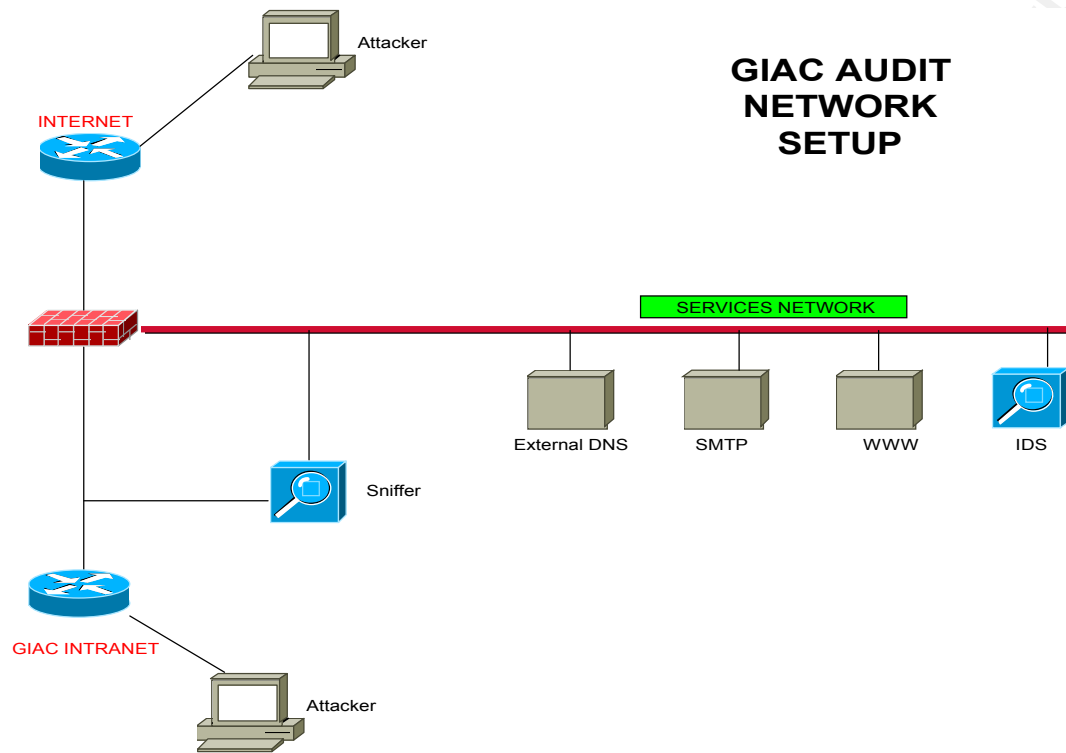 Attacker
GIAC AUDIT
NETWORK
SETUP
INTERNET
SERVICES NETWORK
External DNS
SMTP
WWW
IDS
Sniffer
GIAC INTRANET
Attacker